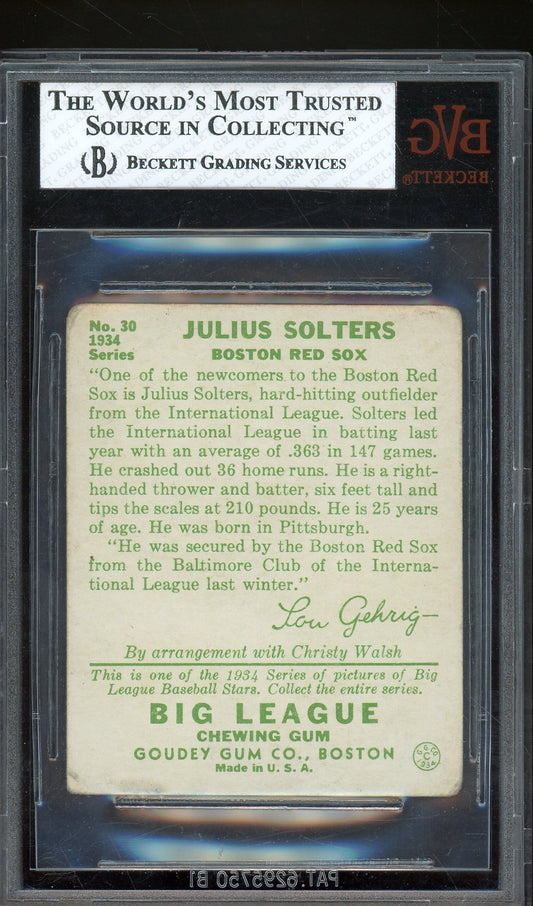 THE WORLD'S MOST TRUSTED
SOURCE IN COLLECTING™
(B) BECKETT GRADING SERVICES
BVG
BECKETT®
No. 30
1934
Series
JULIUS SOLTERS
BOSTON RED SOX
"One of the newcomers to the Boston Red
Sox is Julius Solters, hard-hitting outfielder
from the International League. Solters led
the International League in batting last
year with an average of .363 in 147 games.
He crashed out 36 home runs. He is a right-
handed thrower and batter, six feet tall and
tips the scales at 210 pounds. He is 25 years
of age. He was born in Pittsburgh.
"He was secured by the Boston Red Sox
from the Baltimore Club of the Interna-
tional League last winter."
Lou Gehrig
By arrangement with Christy Walsh
This is one of the 1934 Series of pictures of Big
League Baseball Stars. Collect the entire series.
BIG LEAGUE
CHEWING GUM
GOUDEY GUM CO., BOSTON
Made in U. S. A.
G.G.CO.
C
1934
PAT. 6295750 B1